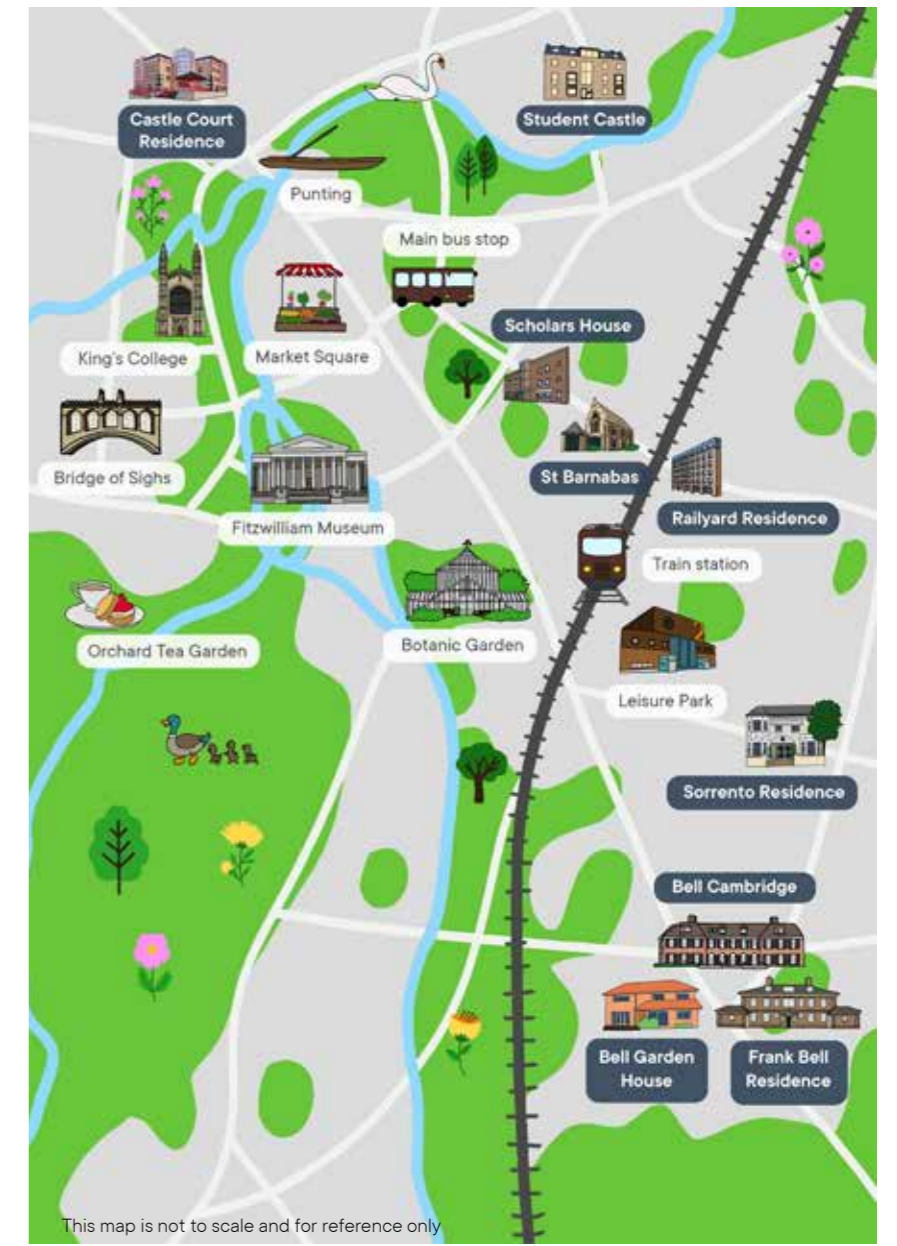 Castle Court
Residence
Student Castle
Punting
Main bus stop
Scholars House
King's College
Market Square
Bridge of Sighs
St Barnabas
Railyard Residence
Fitzwilliam Museum
Train station
Orchard Tea Garden
Botanic Garden
Leisure Park
Sorrento Residence
Bell Cambridge
Bell Garden
House
Frank Bell
Residence
This map is not to scale and for reference only